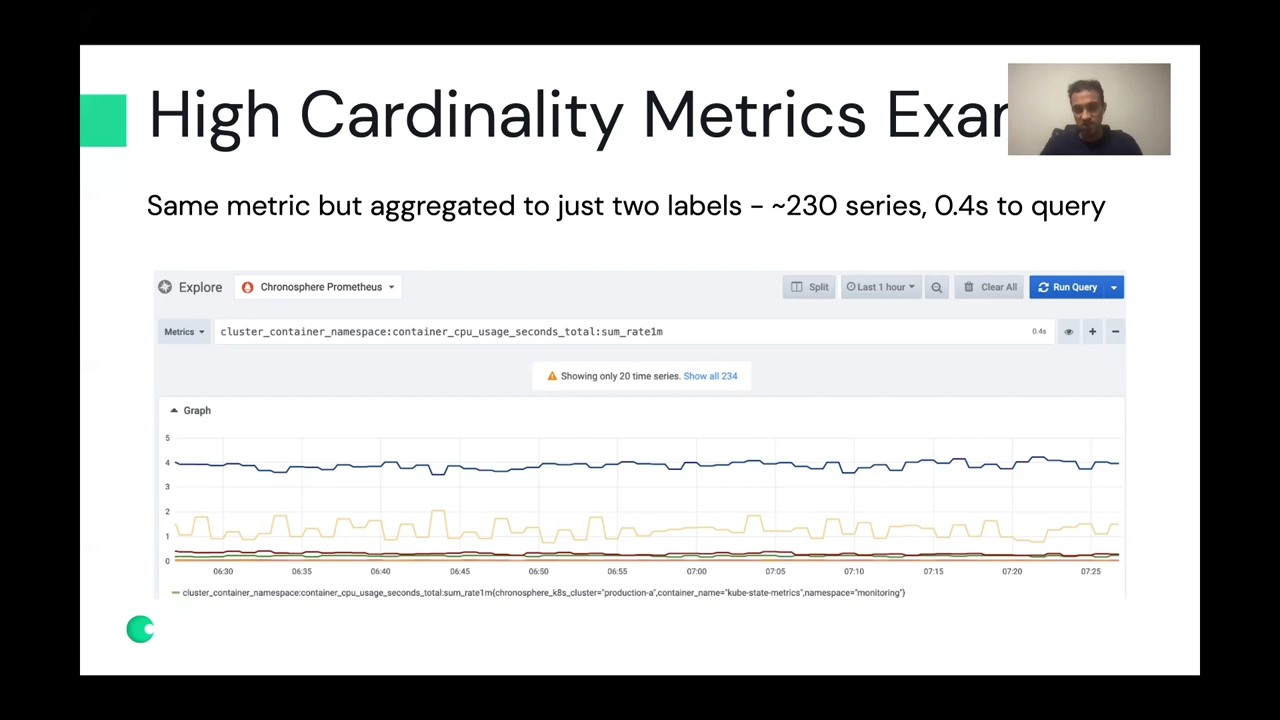 High Cardinality Metrics Exam
Same metric but aggregated to just two labels - ~230 series, 0.4s to query
Explore
Chronosphere Prometheus
Split
Last 1 hour
Clear All
Run Query
Metrics
cluster_container_namespace:container_cpu_usage_seconds_total:sum_rate1m
0.4s
Showing only 20 time series. Show all 234
Graph
5
4
3
2
1
0
06:30 06:35 06:40 06:45 06:50 06:55 07:00 07:05 07:10 07:15 07:20 07:25
cluster_container_namespace:container_cpu_usage_seconds_total:sum_rate1m{chronosphere_k8s_cluster="production-a",container_name="kube-state-metrics",namespace="monitoring"}